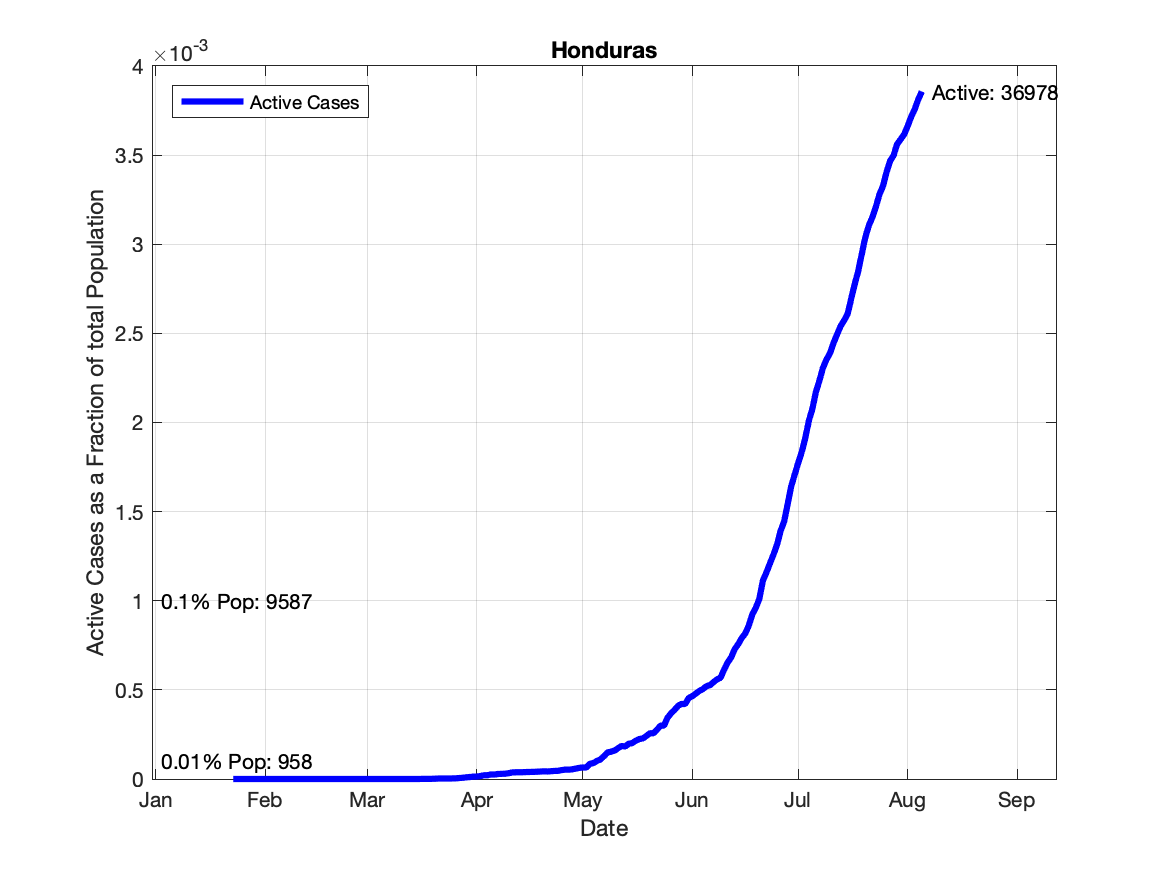 Honduras
×10-3
4
3.5
3
2.5
2
1.5
1
0.5
0
Active Cases as a Fraction of total Population
Active Cases
Active: 36978
0.1% Pop: 9587
0.01% Pop: 958
Jan Feb Mar Apr May Jun Jul Aug Sep
Date